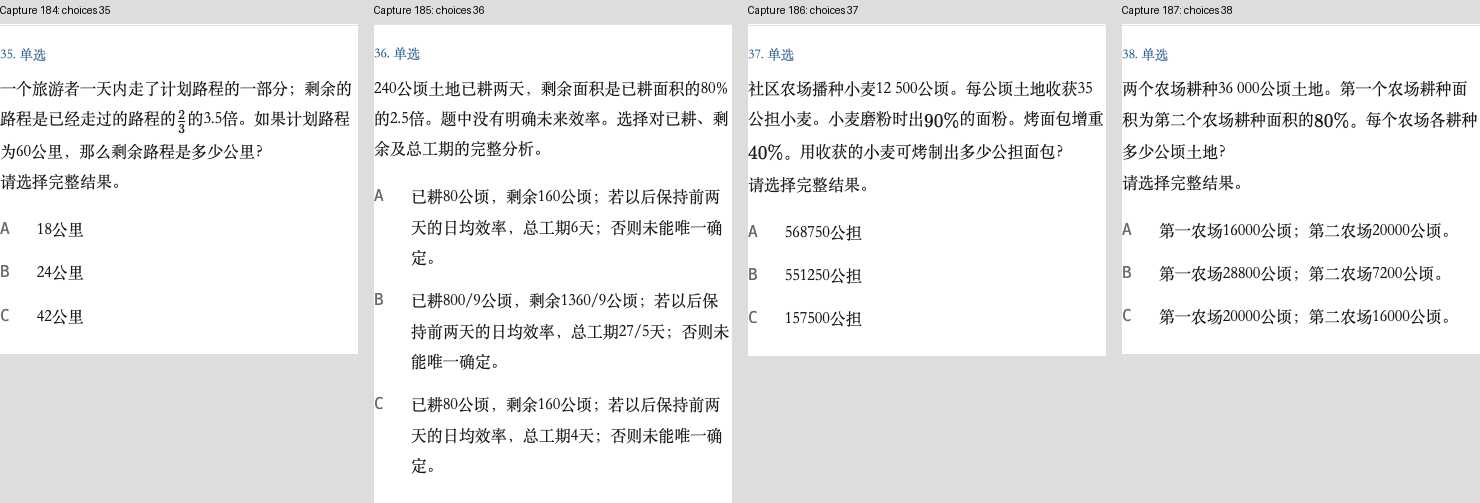 Capture 184: choices 35
35. 单选
一个旅游者一天内走了计划路程的一部分；剩余的
路程是已经走过的路程的2/3的3.5倍。如果计划路程
为60公里，那么剩余路程是多少公里？
请选择完整结果。
A 18公里
B 24公里
C 42公里
Capture 185: choices 36
36. 单选
240公顷土地已耕两天，剩余面积是已耕面积的80%
的2.5倍。题中没有明确未来效率。选择对已耕、剩
余及总工期的完整分析。
A 已耕80公顷，剩余160公顷；若以后保持前两
天的日均效率，总工期6天；否则未能唯一确
定。
B 已耕800/9公顷，剩余1360/9公顷；若以后保
持前两天的日均效率，总工期27/5天；否则未
能唯一确定。
C 已耕80公顷，剩余160公顷；若以后保持前两
天的日均效率，总工期4天；否则未能唯一确
定。
Capture 186: choices 37
37. 单选
社区农场播种小麦12 500公顷。每公顷土地收获35
公担小麦。小麦磨粉时出90%的面粉。烤面包增重
40%。用收获的小麦可烤制出多少公担面包？
请选择完整结果。
A 568750公担
B 551250公担
C 157500公担
Capture 187: choices 38
38. 单选
两个农场耕种36 000公顷土地。第一个农场耕种面
积为第二个农场耕种面积的80%。每个农场各耕种
多少公顷土地？
请选择完整结果。
A 第一农场16000公顷；第二农场20000公顷。
B 第一农场28800公顷；第二农场7200公顷。
C 第一农场20000公顷；第二农场16000公顷。